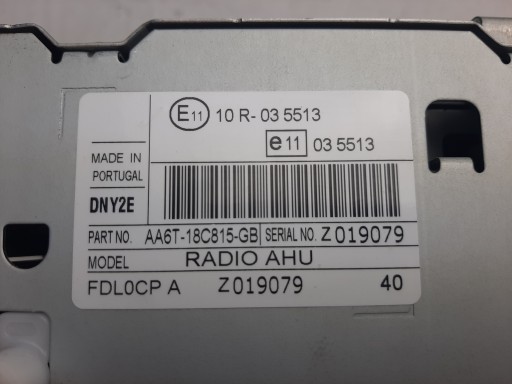 E11 10 R- 03 5513
e 11 03 5513
MADE IN
PORTUGAL
DNY2E
PART NO. AA6T-18C815-GB SERIAL NO. Z019079
MODEL RADIO AHU
FDL0CP A Z019079 40